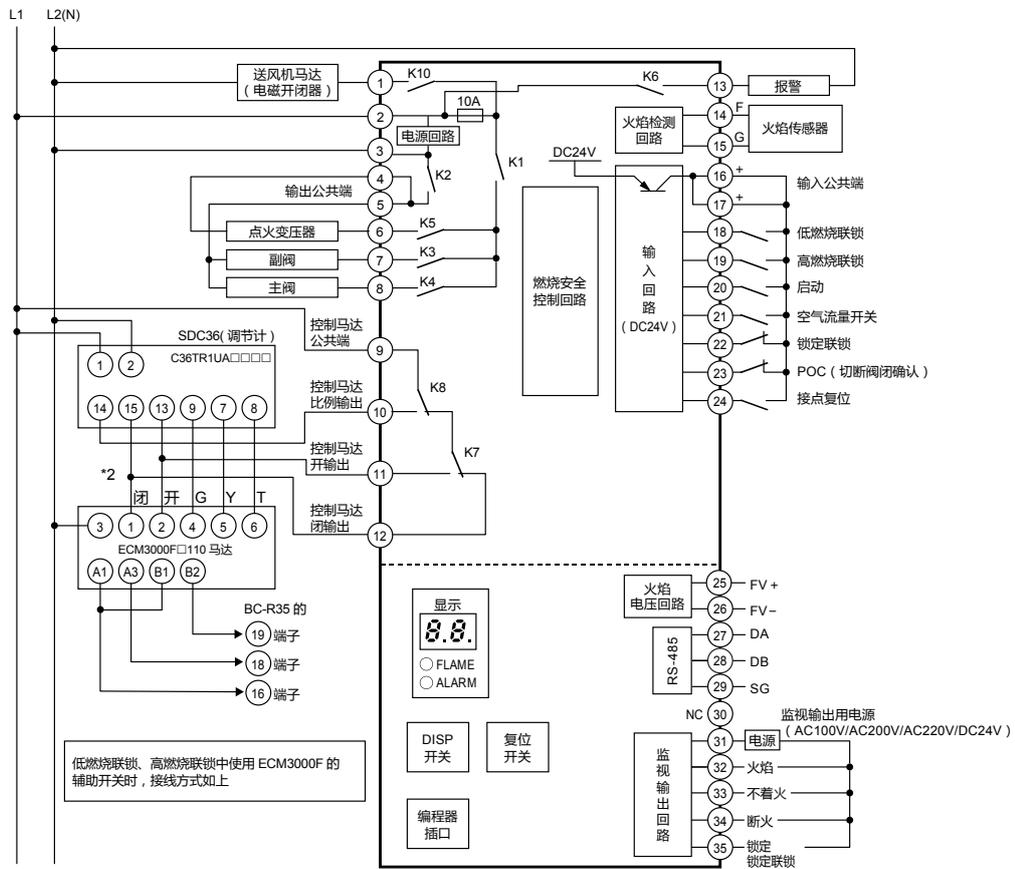 L1
L2(N)
送风机马达
（电磁开闭器）
1
K10
K6
13
报警
2
10A
14
F
火焰检测
回路
火焰传感器
电源回路
15
G
3
K1
DC24V
4
K2
16
+
输入公共端
输出公共端
5
17
+
点火变压器
6
K5
18
低燃烧联锁
副阀
7
K3
19
高燃烧联锁
主阀
8
K4
20
启动
输
入
回
路
（DC24V）
燃烧安全
控制回路
21
空气流量开关
控制马达
公共端
9
22
锁定联锁
SDC36(调节计)
C36TR1UA□□□□
1
2
23
POC（切断阀闭确认）
控制马达
比例输出
10
K8
24
接点复位
14
15
13
9
7
8
控制马达
开输出
11
K7
*2
闭
开
G
Y
T
控制马达
闭输出
12
3
1
2
4
5
6
ECM3000F□110 马达
A1
A3
B1
B2
BC-R35 的
19
端子
18
端子
16
端子
显示
8.8.
FLAME
ALARM
火焰
电压回路
25
FV+
26
FV−
RS-485
27
DA
28
DB
29
SG
NC
30
监视输出用电源
（AC100V/AC200V/AC220V/DC24V）
DISP
开关
复位
开关
监
视
输
出
回
路
31
电源
32
火焰
33
不着火
34
断火
35
锁定
锁定联锁
编程器
插口
低燃烧联锁、高燃烧联锁中使用 ECM3000F 的
辅助开关时，接线方式如上